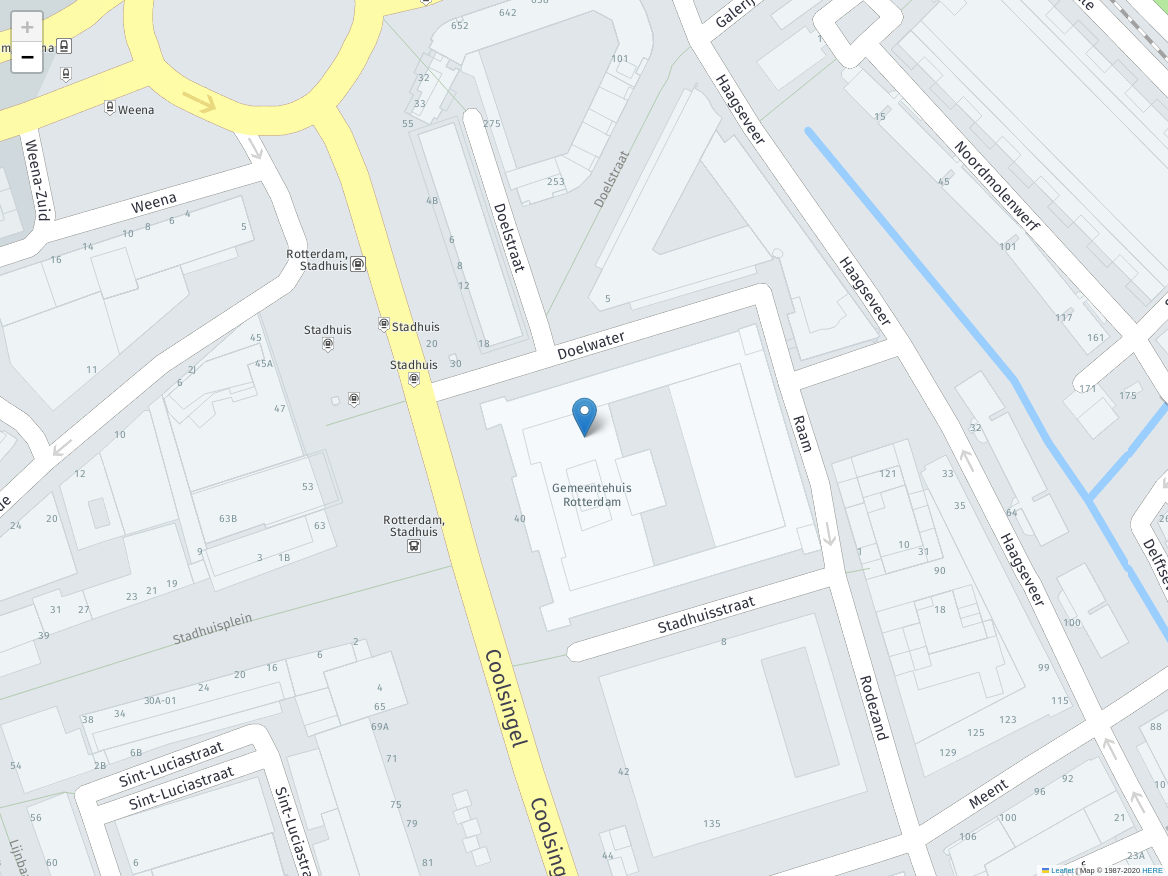 +
−
652
642
Galerij
101
32
33
55
275
253
Weena
Weena-Zuid
Weena
16
14
10
8
6
4
5
11
Rotterdam,
Stadhuis
Stadhuis
Stadhuis
Stadhuis
20
30
18
4B
6
8
12
Doelstraat
Doelstraat
Doelwater
5
Haagseveer
Haagseveer
Haagseveer
Noordmolenwerf
15
45
101
117
161
171
175
45
45A
2J
6
47
10
12
53
63B
63
24
20
9
3
1B
19
21
23
27
31
39
de
Gemeentehuis
Rotterdam
40
Raam
Rotterdam,
Stadhuis
Stadhuisplein
Stadhuisstraat
8
Coolsingel
Coolsing
Rodezand
121
33
35
32
64
1
10
31
90
18
100
99
115
123
125
129
Delftsev
26
Meent
88
92
96
100
106
21
23A
2
6
16
20
24
30A-01
34
38
4
65
69A
71
75
79
81
6B
2B
54
56
60
6
Sint-Luciastraat
Sint-Luciastraat
Sint-Luciastra
Lijnba
42
135
44
Leaflet | Map © 1987-2020 HERE